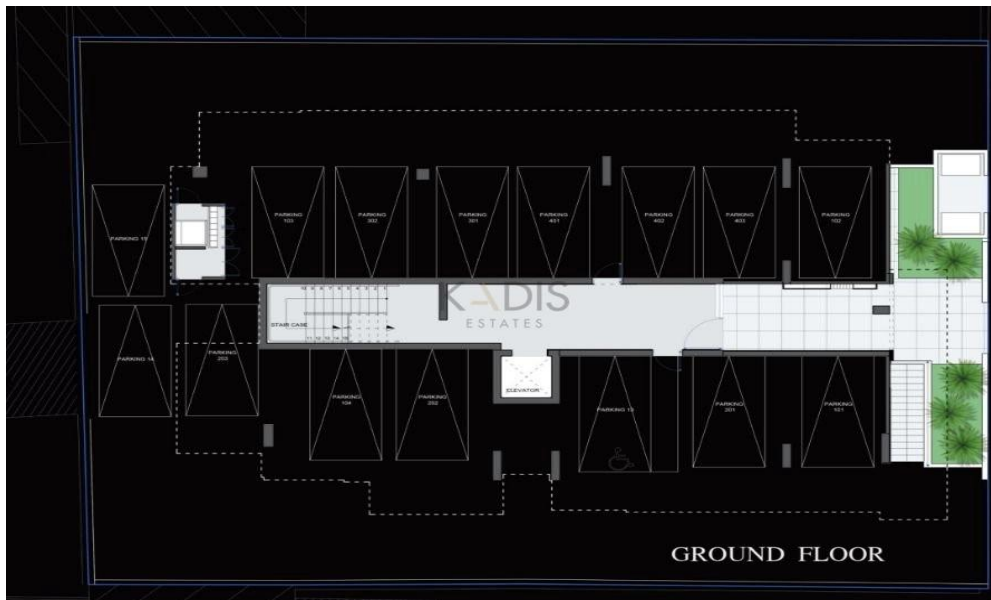 PARKING
103
PARKING
302
PARKING
301
PARKING
401
PARKING
402
PARKING
403
PARKING
102
PARKING 15
KADIS
ESTATES
STAIR CASE
PARKING 14
PARKING
203
ELEVATOR
PARKING
104
PARKING
202
PARKING 13
PARKING
201
PARKING
101
GROUND FLOOR